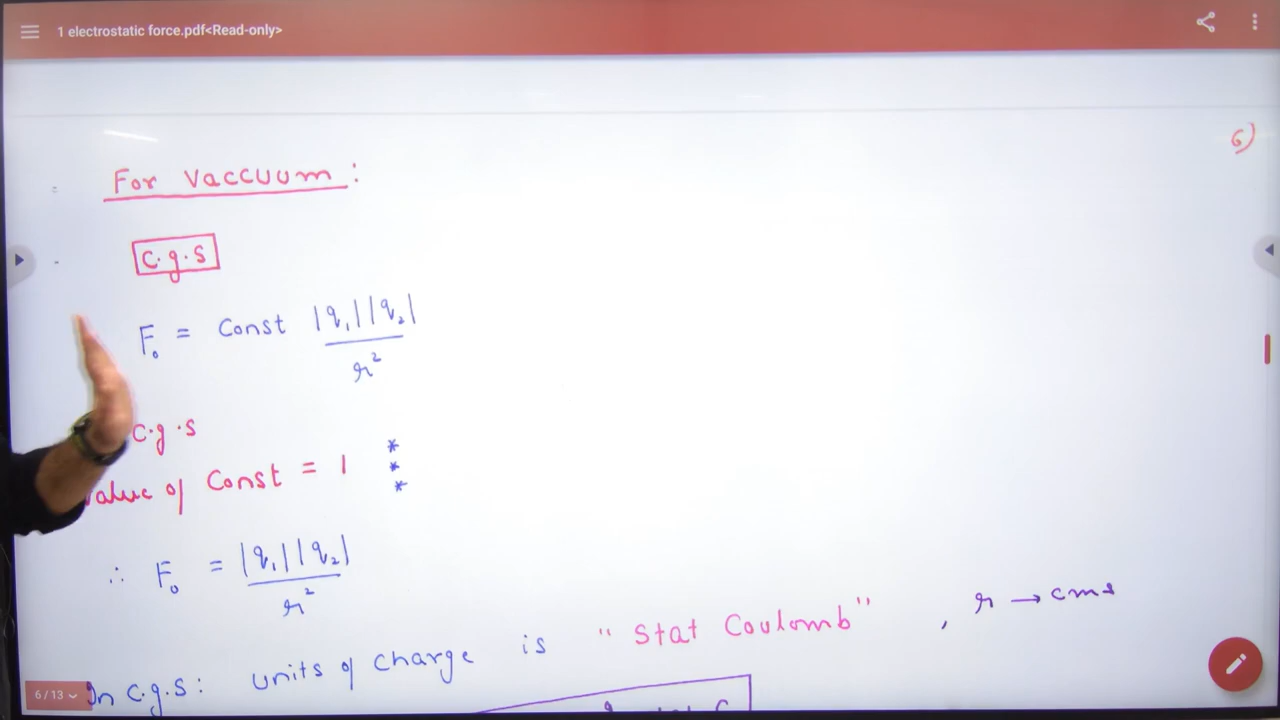 1 electrostatic force.pdf<Read-only>
6)
For Vaccuum:
C.g.s
F₀ = Const |q₁||q₂|
r²
C.g.s
Value of Const = 1 ***
∴ F₀ = |q₁||q₂|
r²
In C.g.s: units of charge is "Stat Coulomb", r → cms
6 / 13